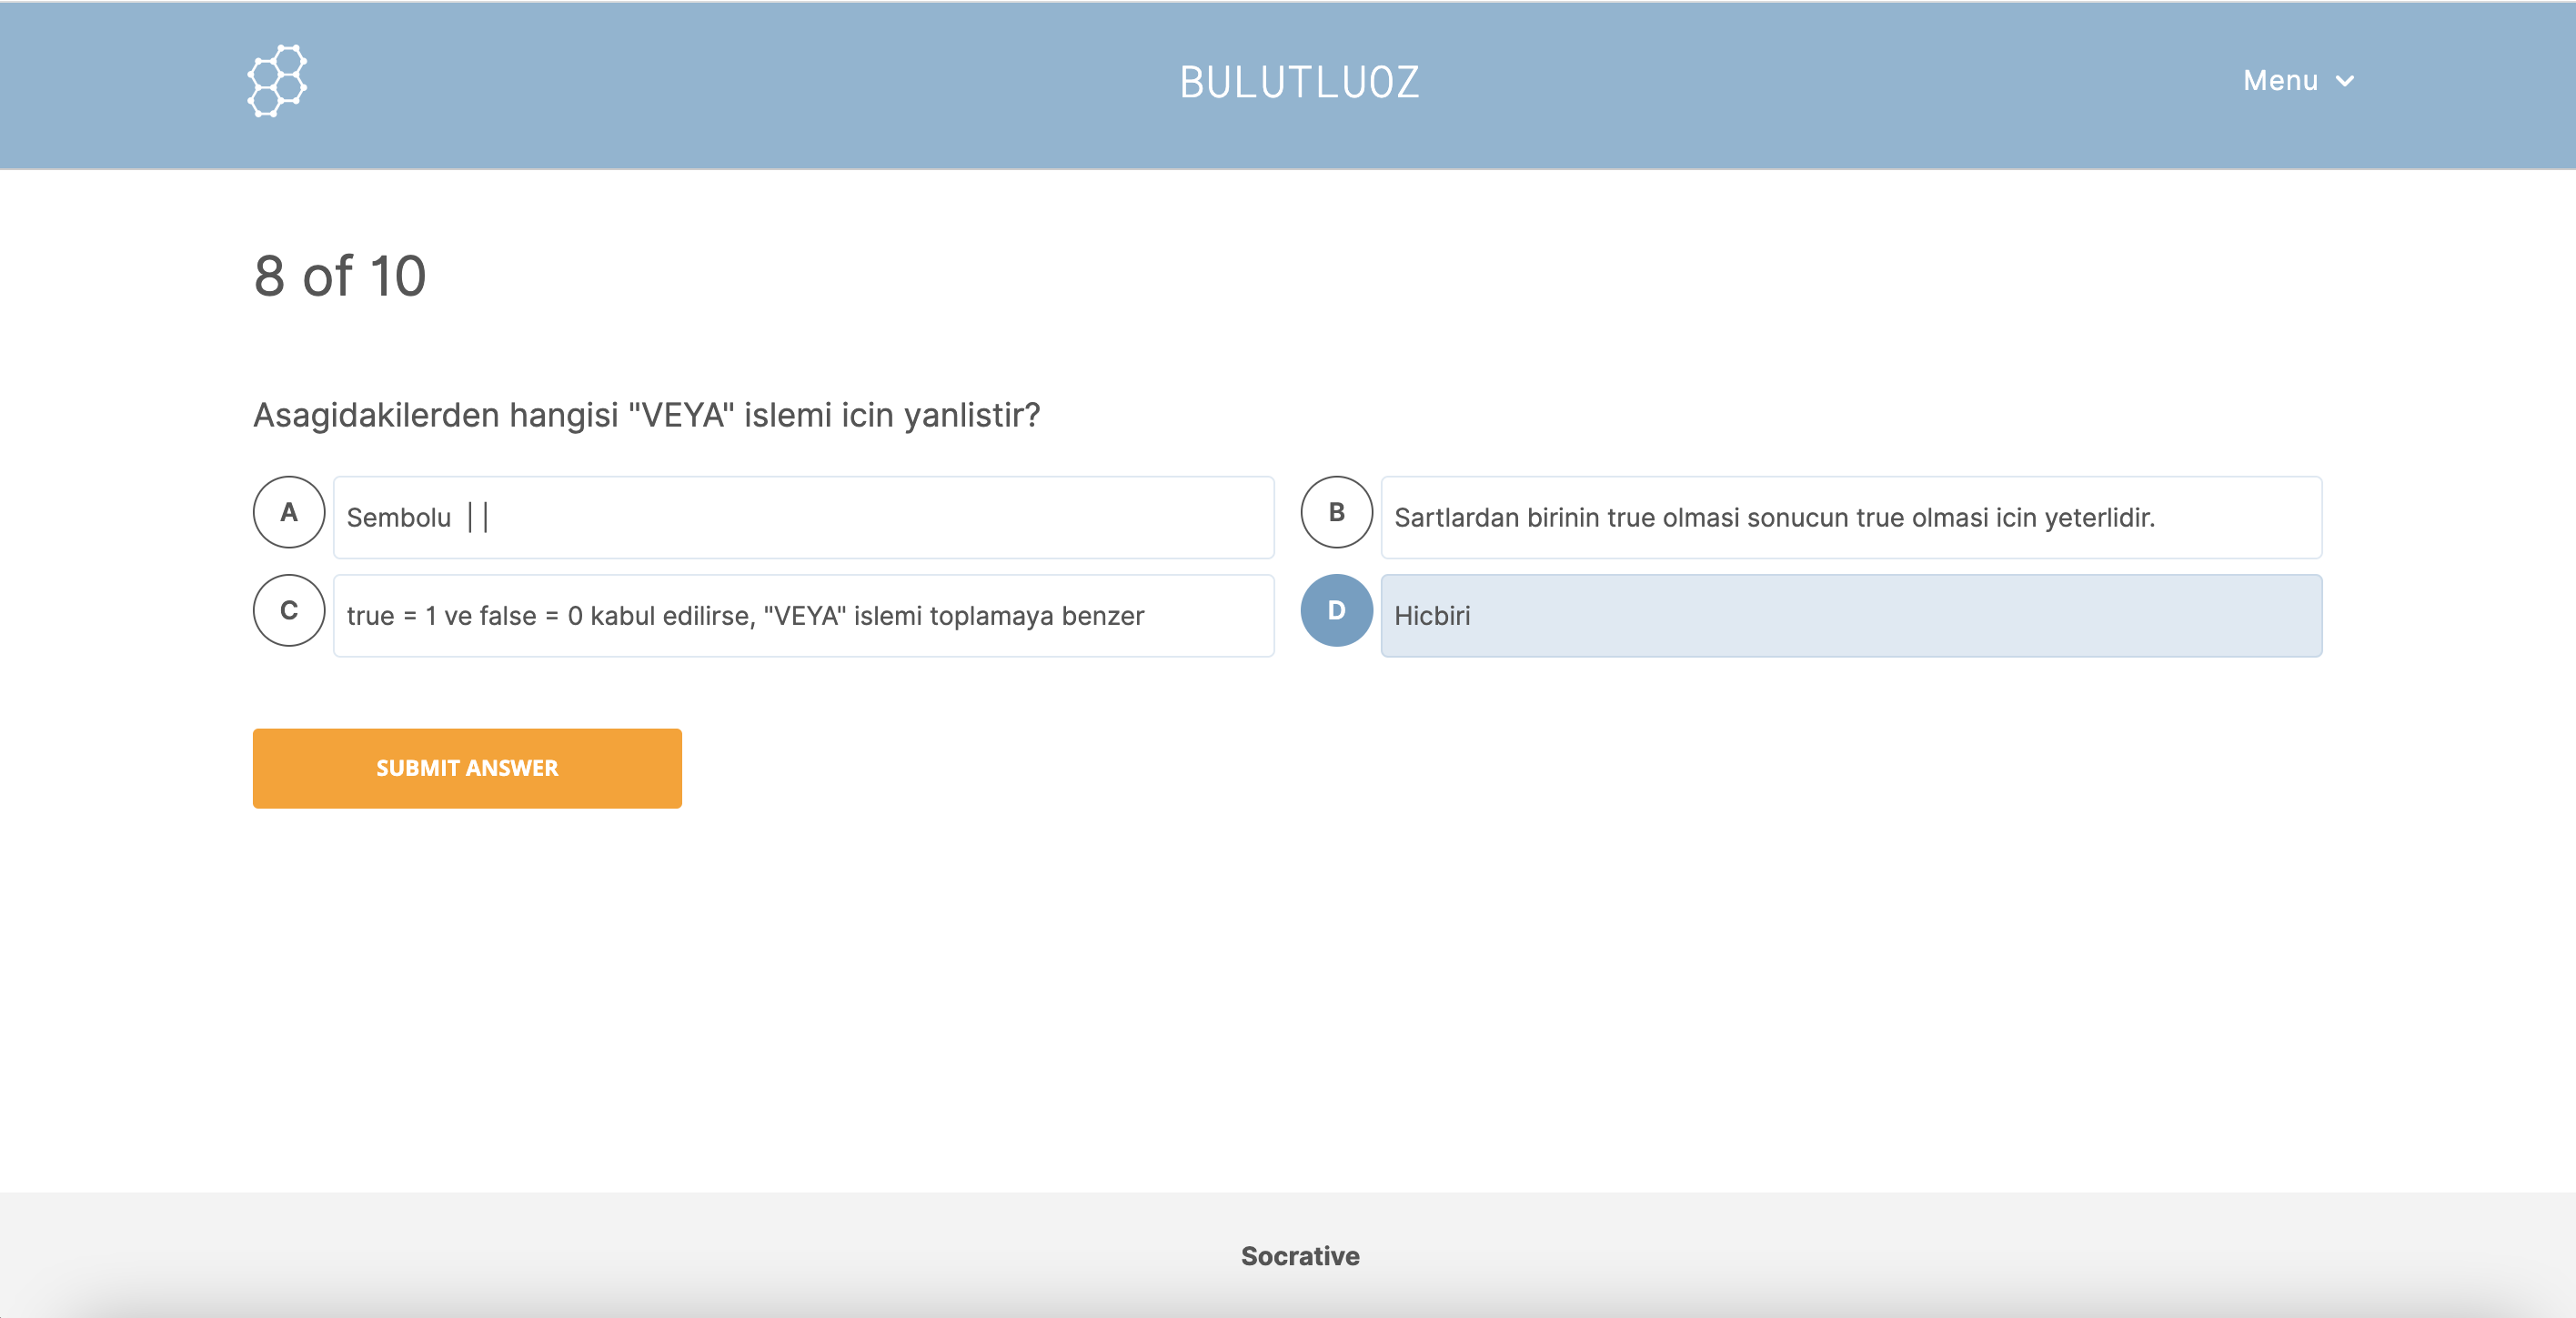 BULUTLUOZ
Menu
8 of 10
Asagidakilerden hangisi "VEYA" islemi icin yanlistir?
A Sembolu ||
B Sartlardan birinin true olmasi sonucun true olmasi icin yeterlidir.
C true = 1 ve false = 0 kabul edilirse, "VEYA" islemi toplamaya benzer
D Hicbiri
SUBMIT ANSWER
Socrative